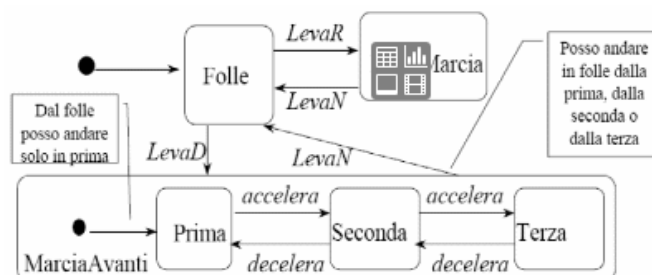 LevaR
Folle
Marcia
LevaN
Posso andare
in folle dalla
prima, dalla
seconda o
dalla terza
Dal folle
posso andare
solo in prima
LevaD
LevaN
accelera
accelera
Prima
Seconda
Terza
MarciaAvanti
decelera
decelera